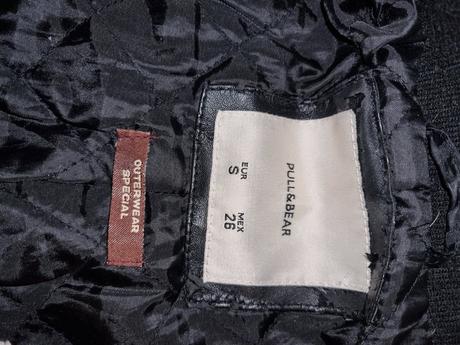 PULL&BEAR
EUR MEX
S 26
OUTERWEAR
SPECIAL